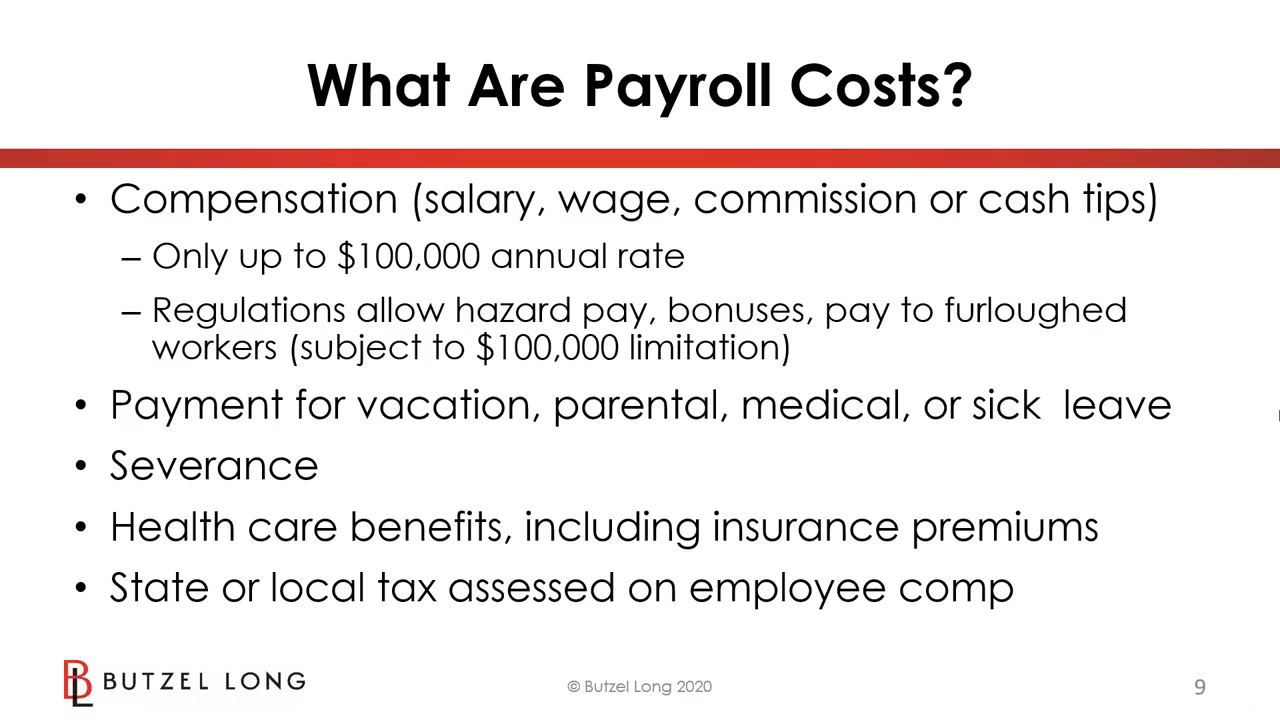 What Are Payroll Costs?
• Compensation (salary, wage, commission or cash tips)
– Only up to $100,000 annual rate
– Regulations allow hazard pay, bonuses, pay to furloughed
workers (subject to $100,000 limitation)
• Payment for vacation, parental, medical, or sick  leave
• Severance
• Health care benefits, including insurance premiums
• State or local tax assessed on employee comp
BL BUTZEL LONG
© Butzel Long 2020
9